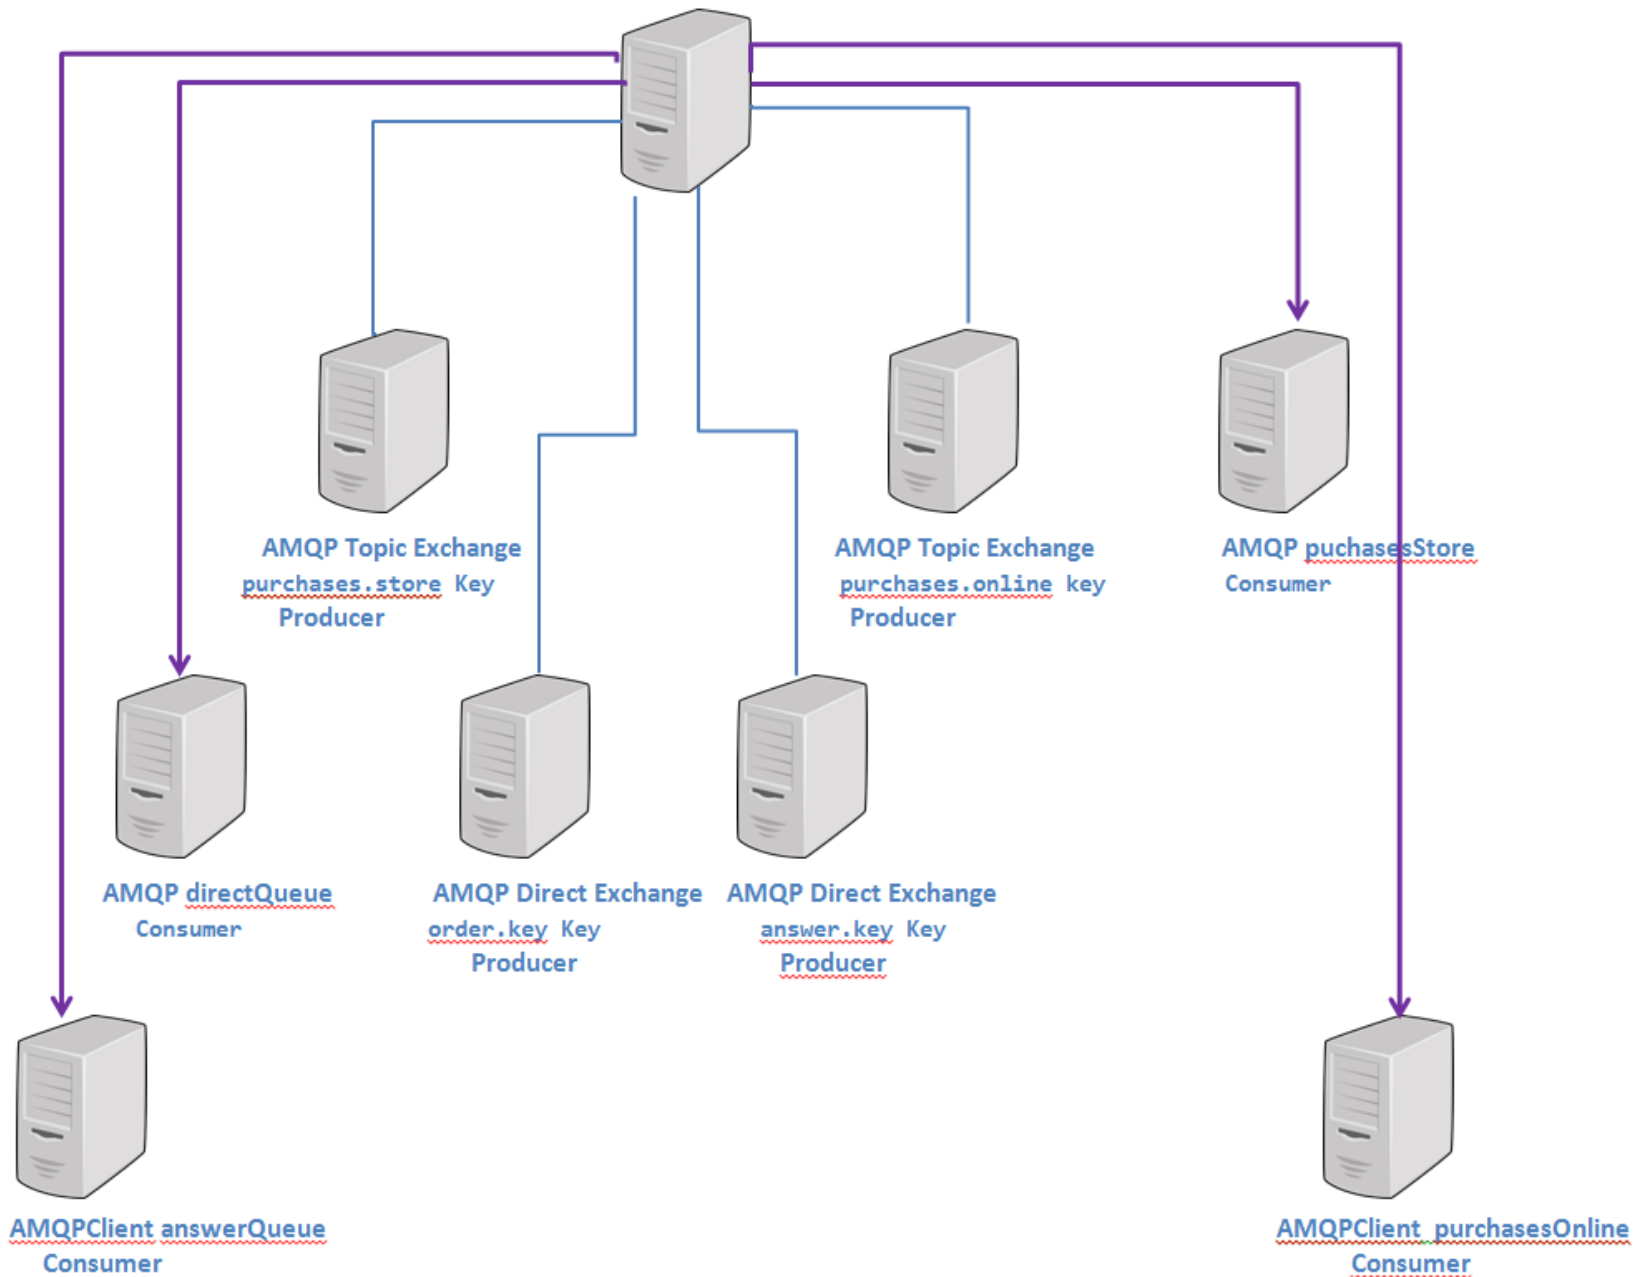 AMQP Topic Exchange
purchases.store Key
Producer
AMQP Topic Exchange
purchases.online key
Producer
AMQP puchasesStore
Consumer
AMQP directQueue
Consumer
AMQP Direct Exchange
order.key Key
Producer
AMQP Direct Exchange
answer.key Key
Producer
AMQPClient answerQueue
Consumer
AMQPClient purchasesOnline
Consumer